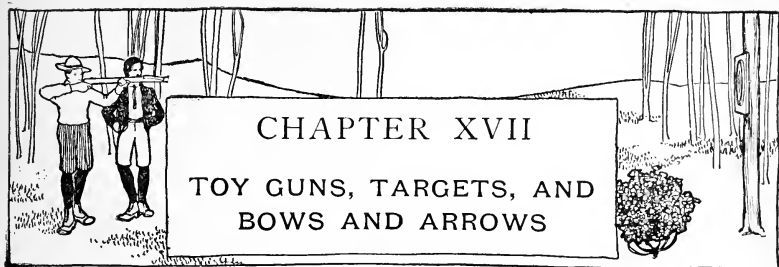 CHAPTER XVII
TOY GUNS, TARGETS, AND
BOWS AND ARROWS